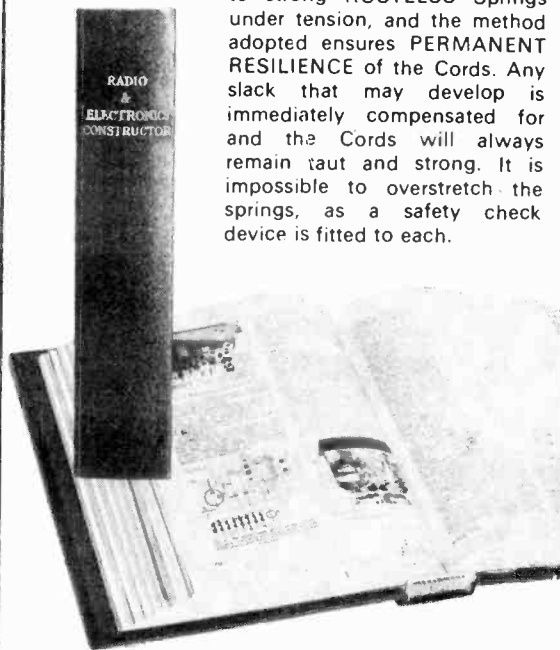 to strong RUSTLESS Springs
under tension, and the method
adopted ensures PERMANENT
RESILIENCE of the Cords. Any
slack that may develop is
immediately compensated for
and the Cords will always
remain taut and strong. It is
impossible to overstretch the
springs, as a safety check
device is fitted to each.
RADIO
&
ELECTRONICS
CONSTRUCTOR